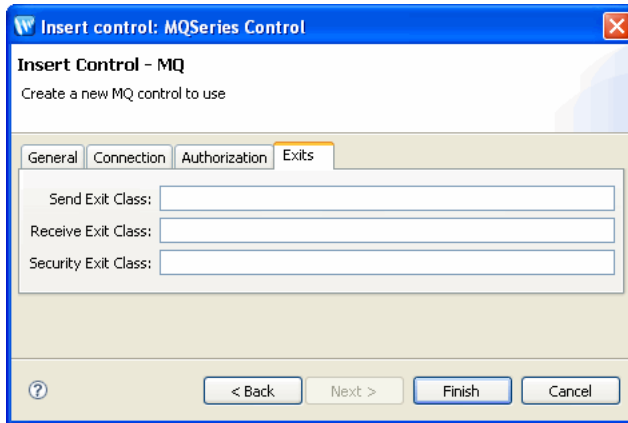 Insert control: MQSeries Control
Insert Control - MQ
Create a new MQ control to use
General Connection Authorization Exits
Send Exit Class:
Receive Exit Class:
Security Exit Class:
? < Back Next > Finish Cancel